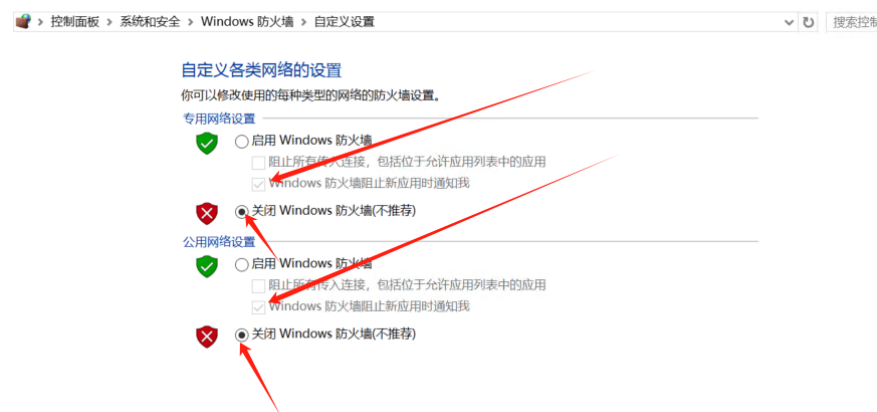 控制面板 > 系统和安全 > Windows 防火墙 > 自定义设置
搜索控制
自定义各类网络的设置
你可以修改使用的每种类型的网络的防火墙设置。
专用网络设置
启用 Windows 防火墙
阻止所有传入连接，包括位于允许应用列表中的应用
Windows 防火墙阻止新应用时通知我
关闭 Windows 防火墙(不推荐)
公用网络设置
启用 Windows 防火墙
阻止所有传入连接，包括位于允许应用列表中的应用
Windows 防火墙阻止新应用时通知我
关闭 Windows 防火墙(不推荐)